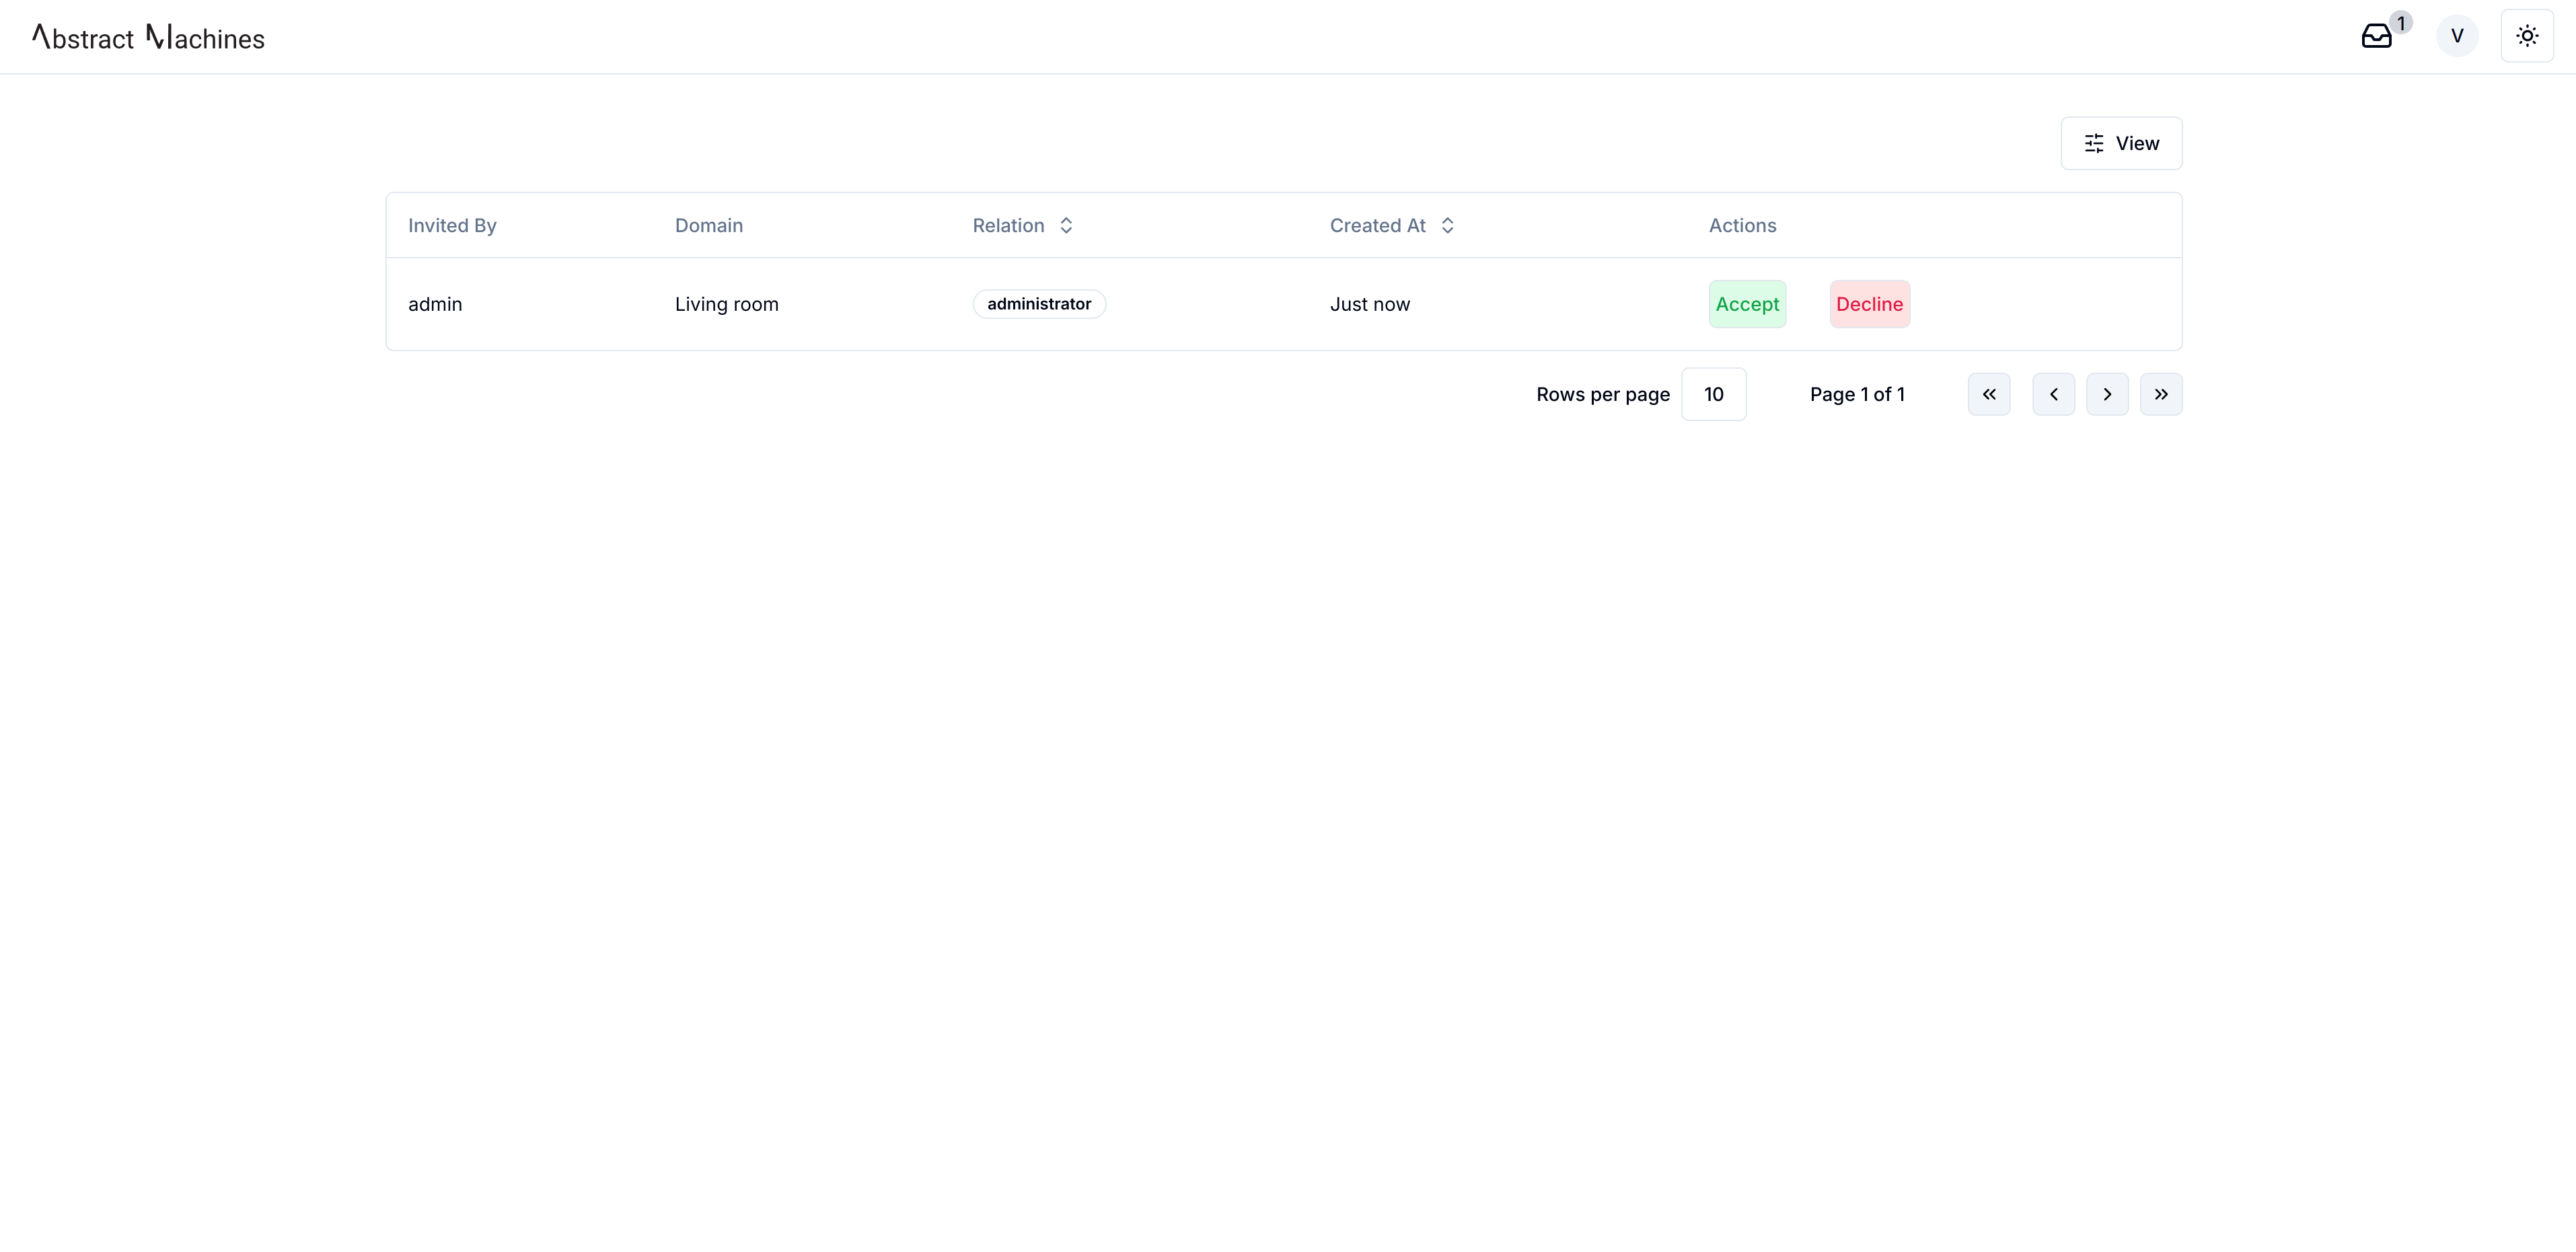 Abstract Machines
1
V
View
Invited By Domain Relation Created At Actions
admin Living room administrator Just now Accept Decline
Rows per page 10 Page 1 of 1